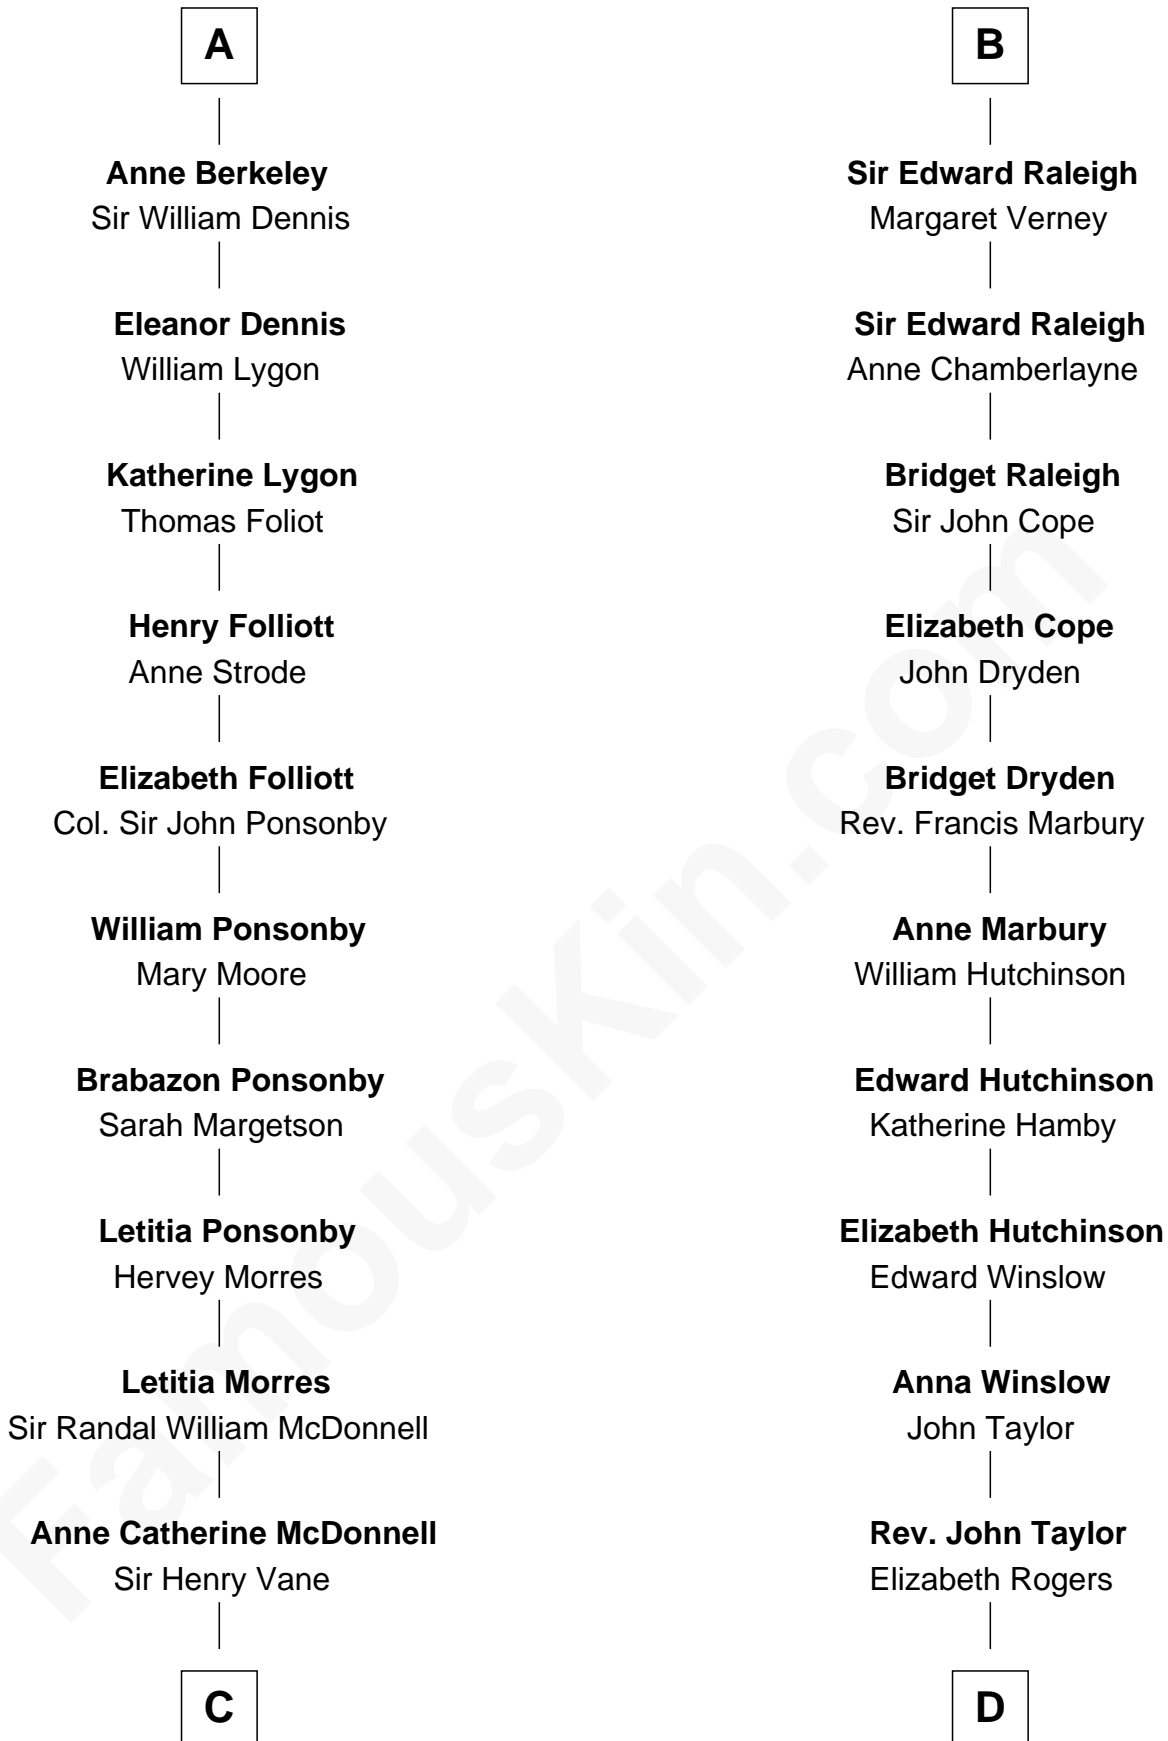 A
Anne Berkeley
Sir William Dennis
Eleanor Dennis
William Lygon
Katherine Lygon
Thomas Foliot
Henry Folliott
Anne Strode
Elizabeth Folliott
Col. Sir John Ponsonby
William Ponsonby
Mary Moore
Brabazon Ponsonby
Sarah Margetson
Letitia Ponsonby
Hervey Morres
Letitia Morres
Sir Randal William McDonnell
Anne Catherine McDonnell
Sir Henry Vane
C
B
Sir Edward Raleigh
Margaret Verney
Sir Edward Raleigh
Anne Chamberlayne
Bridget Raleigh
Sir John Cope
Elizabeth Cope
John Dryden
Bridget Dryden
Rev. Francis Marbury
Anne Marbury
William Hutchinson
Edward Hutchinson
Katherine Hamby
Elizabeth Hutchinson
Edward Winslow
Anna Winslow
John Taylor
Rev. John Taylor
Elizabeth Rogers
D
FamousKin.com